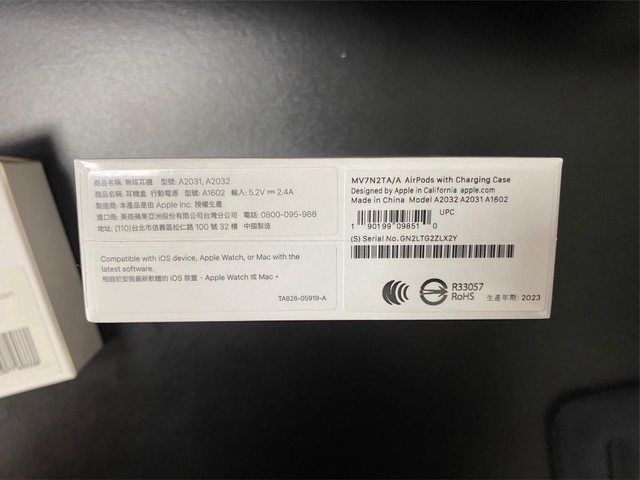 商品名稱: 無線耳機 型號: A2031, A2032
商品名稱: 耳機盒 行動電源 型號: A1602 輸入: 5.2V⎓2.4A
製造商: 本產品是由 Apple Inc. 授權生產
進口商: 美商蘋果亞洲股份有限公司台灣分公司 電話: 0800-095-988
地址: (110)台北市信義區松仁路 100 號 32 樓 中國製造
Compatible with iOS device, Apple Watch, or Mac with the
latest software.
相容於安裝最新軟體的 iOS 裝置、Apple Watch 或 Mac。
TA826-05919-A
MV7N2TA/A AirPods with Charging Case
Designed by Apple in California apple.com
Made in China Model A2032 A2031 A1602
UPC
1 90199 09851 0
(S) Serial No. GN2LTG2ZLX2Y
R33057
RoHS
生產年期: 2023